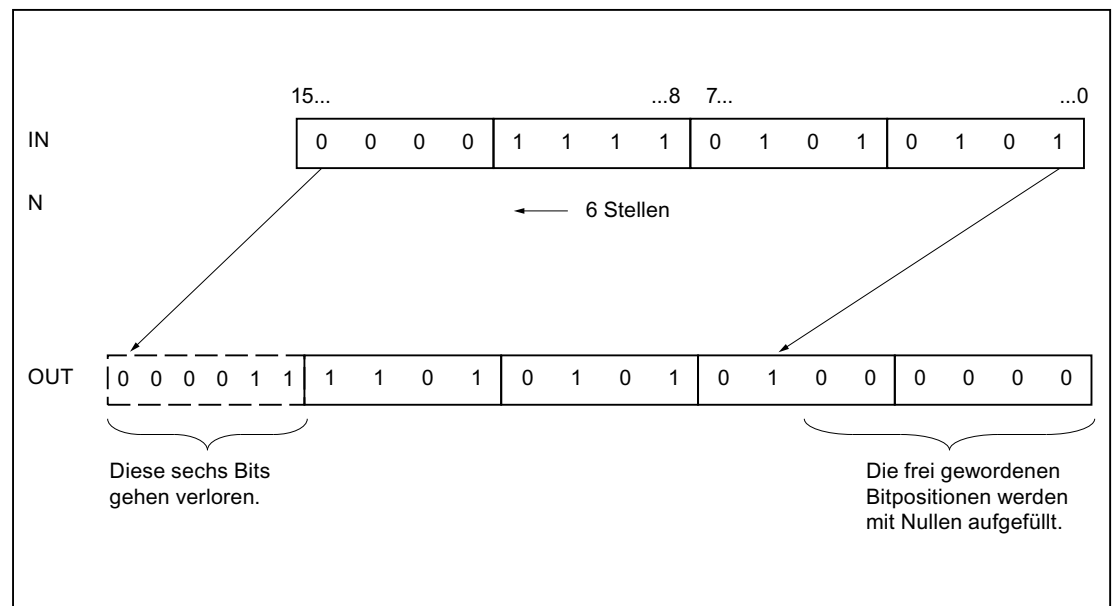 15... ...8 7... ...0
IN 0 0 0 0 1 1 1 1 0 1 0 1 0 1 0 1
N 6 Stellen
OUT 0 0 0 0 1 1 1 1 0 1 0 1 0 1 0 1 0 0 0 0 0 0
Diese sechs Bits
gehen verloren.
Die frei gewordenen
Bitpositionen werden
mit Nullen aufgefüllt.